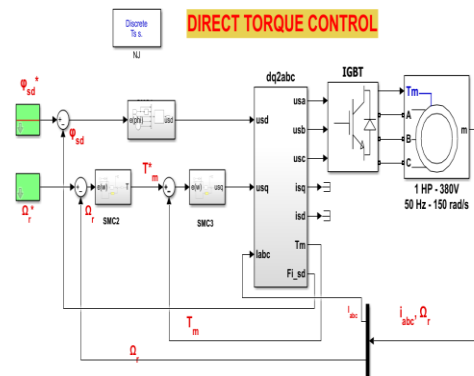 Discrete
Ts s.
NJ
DIRECT TORQUE CONTROL
φsd*
φsd
e(phi)
usd
dq2abc
usd
usq
Iabc
usa
usb
usc
isq
isd
Tm
Fi_sd
IGBT
Tm
A
B
C
m
1 HP - 380V
50 Hz - 150 rad/s
Ωr*
Ωr
e(w)
T
SMC2
T*m
e(w)
usq
SMC3
Tm
Ωr
Iabc
iabc, Ωr